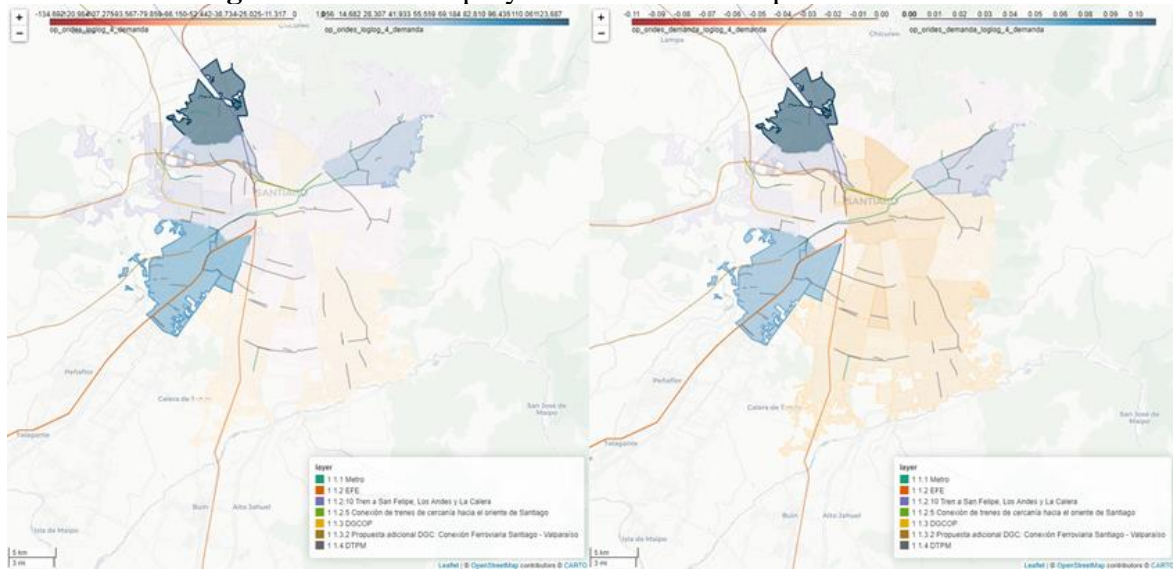 +
−
op_orides_loglog_4_demanda
Chicureo
SANTIA
Peñaflor
Calera de T
Talagante
San José de
Maipo
Buin
Alto Jahuel
Isla de Maipo
5 km
3 mi
layer
1 1.1 Metro
1 1.2 EFE
1 1.2.10 Tren a San Felipe, Los Andes y La Calera
1 1.2.5 Conexión de trenes de cercanía hacia el oriente de Santiago
1 1.3 DGCOP
1 1.3.2 Propuesta adicional DGC: Conexión Ferroviaria Santiago - Valparaíso
1 1.4 DTPM
Leaflet | © OpenStreetMap contributors © CARTO
+
−
-0.11 -0.10 -0.09 -0.07 -0.06 -0.05 -0.04 -0.03 -0.02 -0.01 0.00
0.00 0.01 0.02 0.03 0.04 0.05 0.06 0.07 0.08 0.09 0.10
op_orides_demanda_loglog_4_demanda
op_orides_demanda_loglog_4_demanda
Lampa
Chicureo
SANTIA
Peñaflor
Calera de T
Talagante
San José de
Maipo
Buin
Alto Jahuel
Isla de Maipo
5 km
3 mi
layer
1 1.1 Metro
1 1.2 EFE
1 1.2.10 Tren a San Felipe, Los Andes y La Calera
1 1.2.5 Conexión de trenes de cercanía hacia el oriente de Santiago
1 1.3 DGCOP
1 1.3.2 Propuesta adicional DGC: Conexión Ferroviaria Santiago - Valparaíso
1 1.4 DTPM
Leaflet | © OpenStreetMap contributors © CARTO